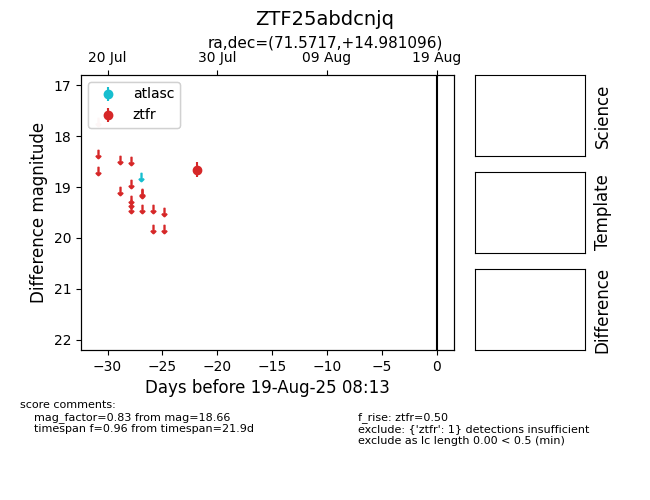 ZTF25abdcnjq
ra,dec=(71.5717,+14.981096)
20 Jul 30 Jul 09 Aug 19 Aug
atlasc
ztfr
17
18
19
20
21
22
Difference magnitude
−30 −25 −20 −15 −10 −5 0
Days before 19-Aug-25 08:13
Science
Template
Difference
score comments:
mag_factor=0.83 from mag=18.66
timespan f=0.96 from timespan=21.9d
f_rise: ztfr=0.50
exclude: {'ztfr': 1} detections insufficient
exclude as lc length 0.00 < 0.5 (min)